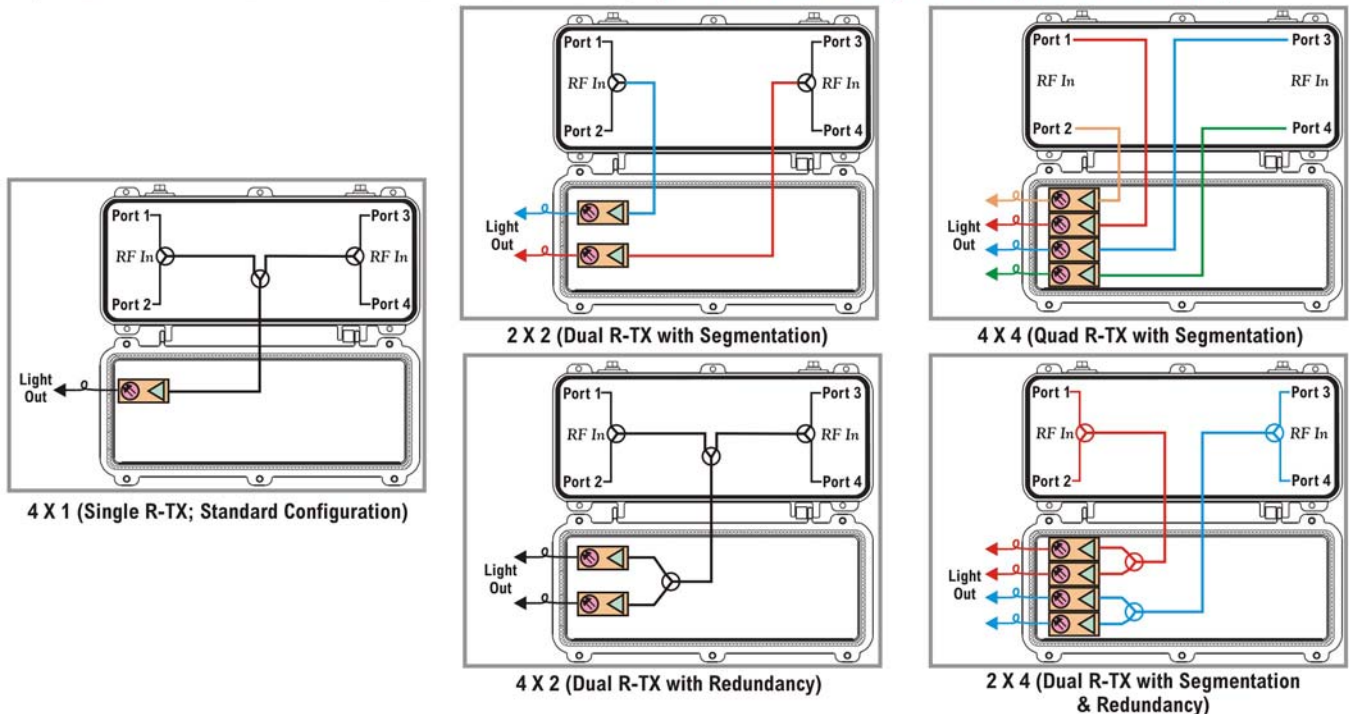 Port 1
Port 3
RF In
RF In
Port 2
Port 4
Light
Out
4 X 1 (Single R-TX; Standard Configuration)
Port 1
Port 3
RF In
RF In
Port 2
Port 4
Light
Out
2 X 2 (Dual R-TX with Segmentation)
Port 1
Port 3
RF In
RF In
Port 2
Port 4
Light
Out
4 X 4 (Quad R-TX with Segmentation)
Port 1
Port 3
RF In
RF In
Port 2
Port 4
Light
Out
4 X 2 (Dual R-TX with Redundancy)
Port 1
Port 3
RF In
RF In
Port 2
Port 4
Light
Out
2 X 4 (Dual R-TX with Segmentation
& Redundancy)